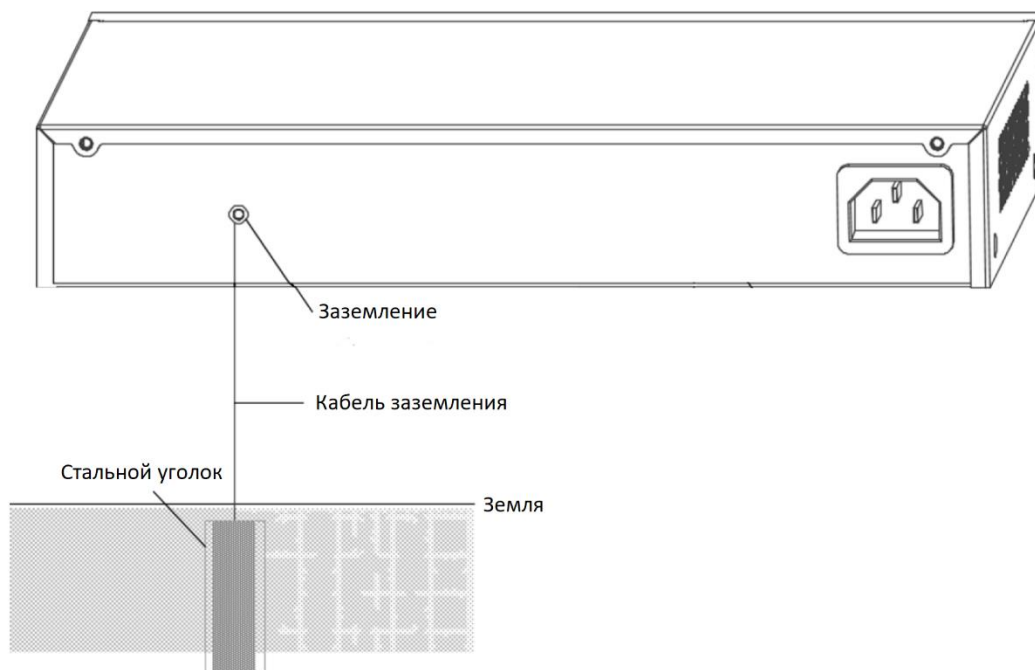 Заземление
Кабель заземления
Стальной уголок
Земля